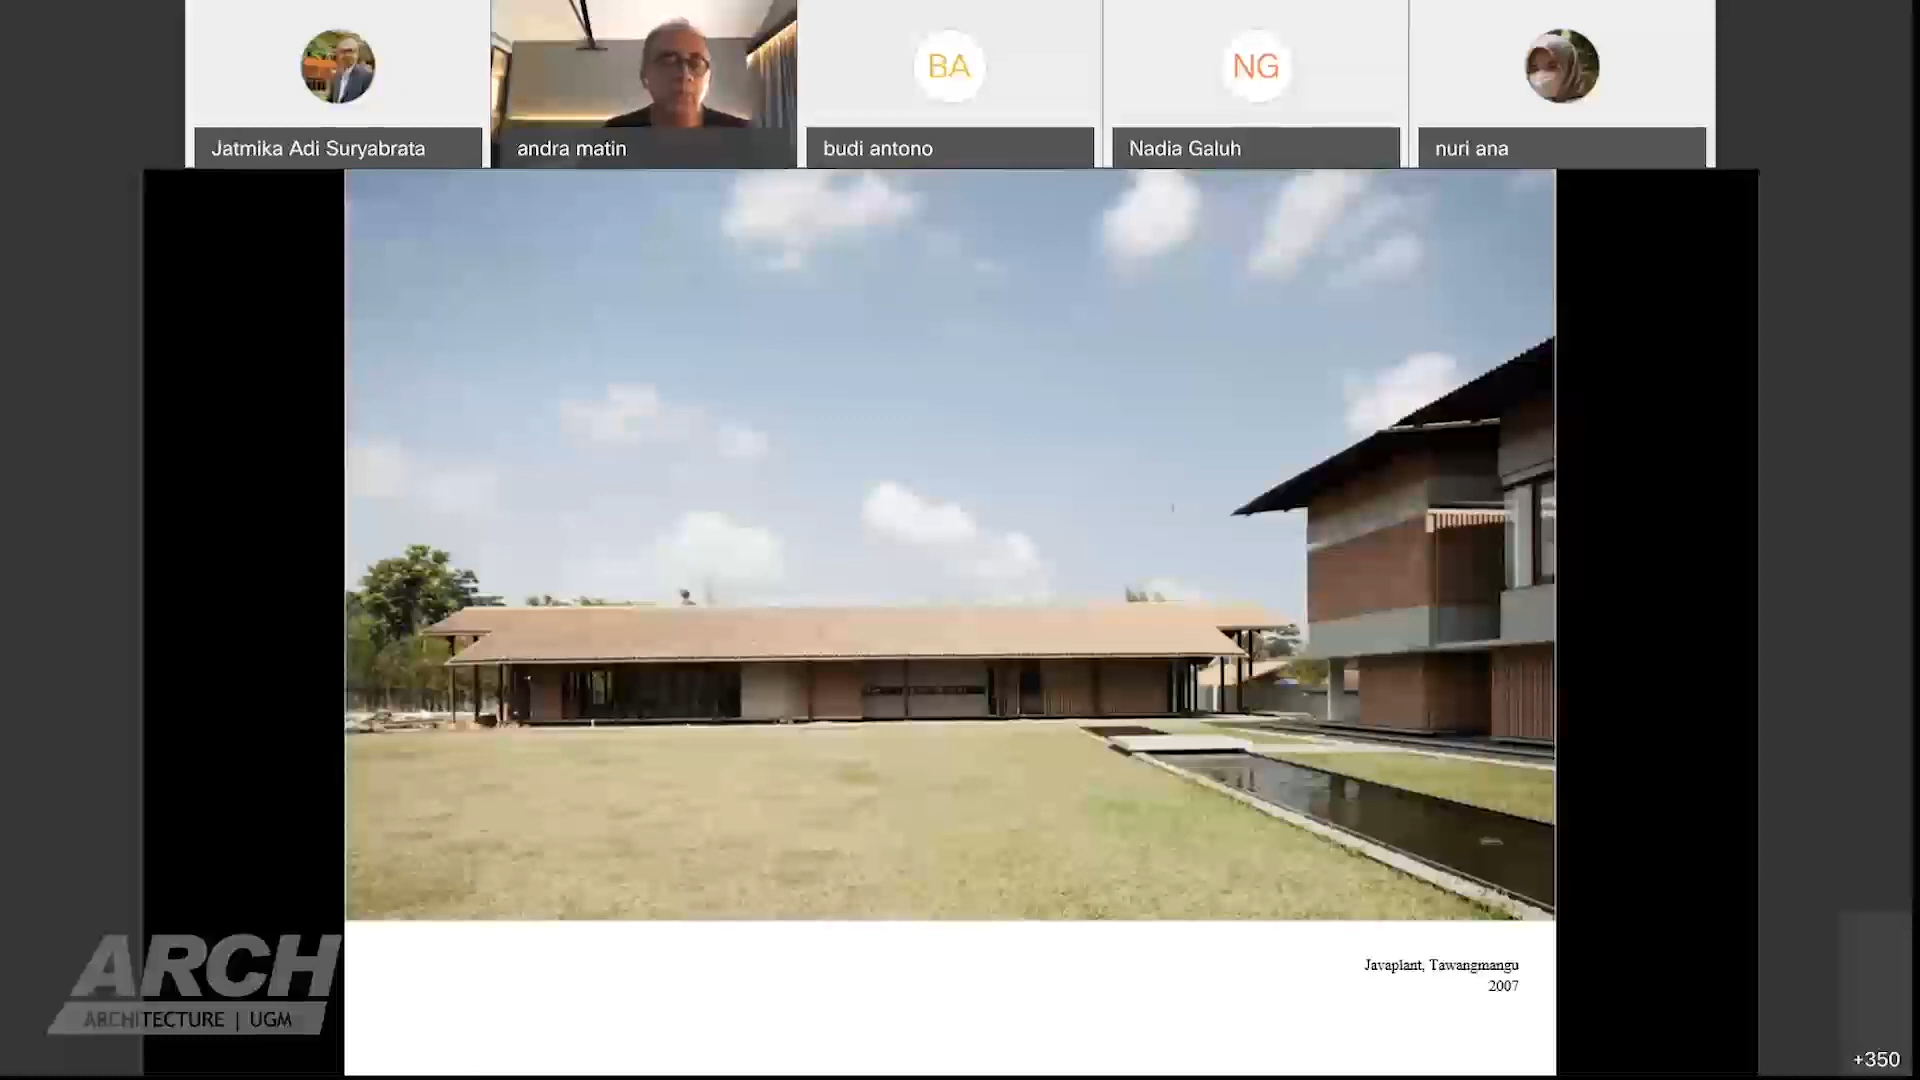 BA
NG
Jatmika Adi Suryabrata
andra matin
budi antono
Nadia Galuh
nuri ana
Javaplant, Tawangmangu
2007
ARCH
ARCHITECTURE | UGM
+350